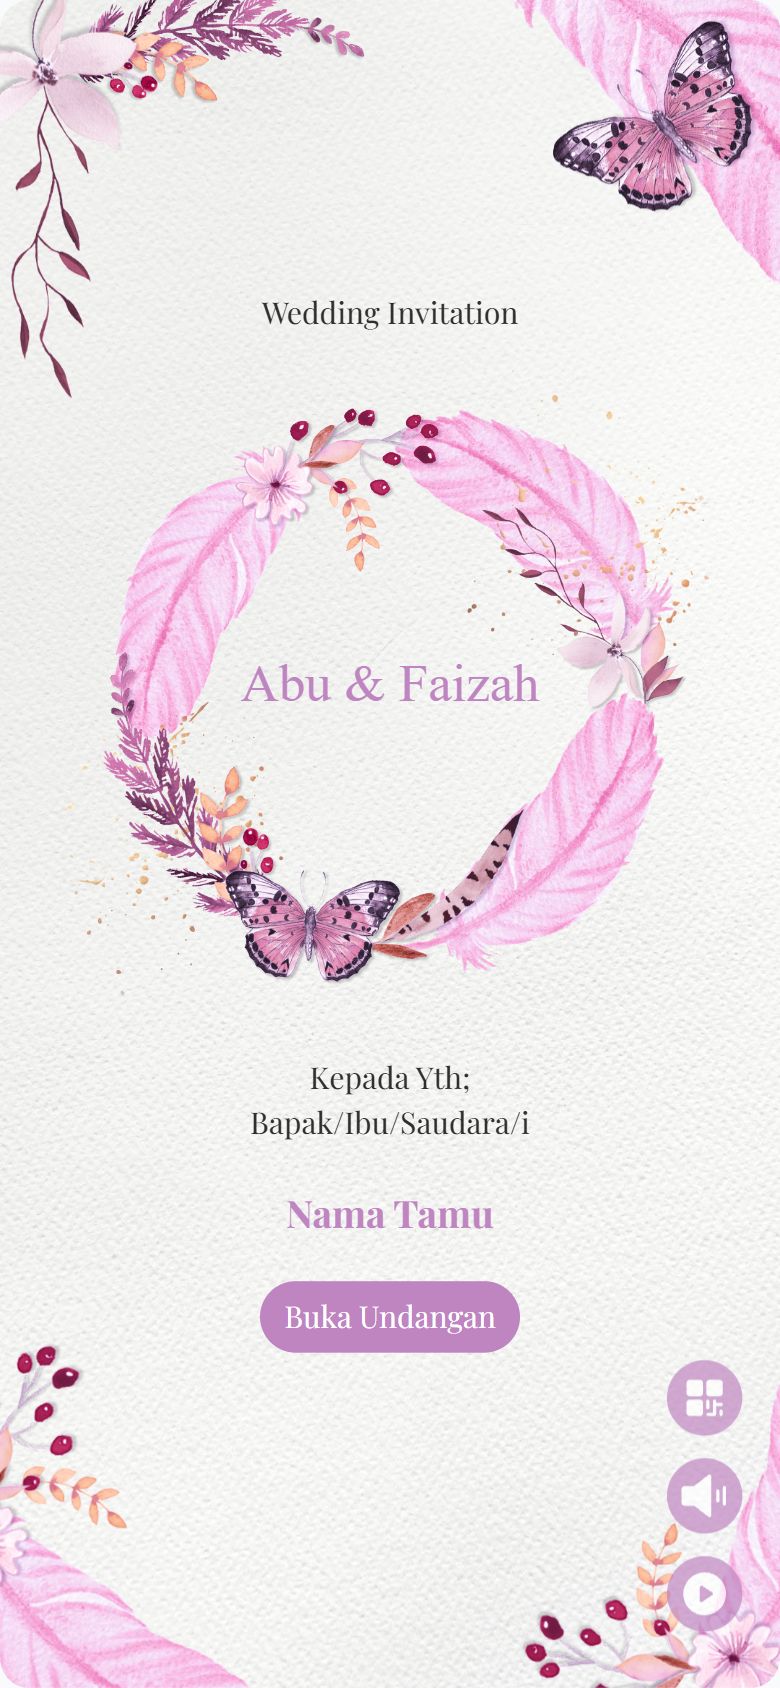 Wedding Invitation
Abu & Faizah
Kepada Yth;
Bapak/Ibu/Saudara/i
Nama Tamu
Buka Undangan